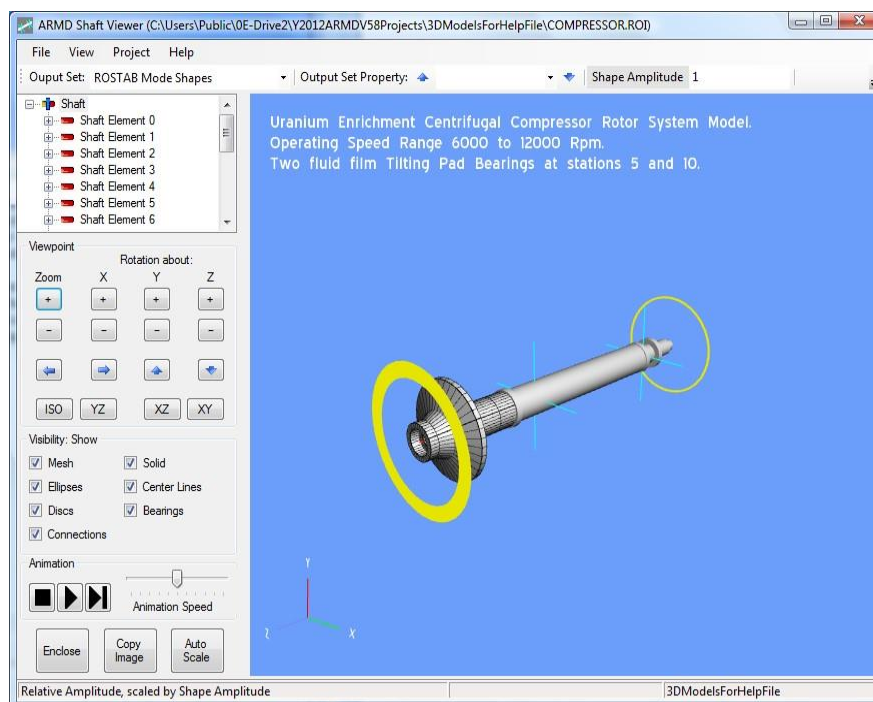 ARMD Shaft Viewer (C:\Users\Public\0E-Drive2\Y2012ARMDV58Projects\3DModelsForHelpFile\COMPRESSOR.ROI)
File View Project Help
Ouput Set: ROSTAB Mode Shapes Output Set Property: Shape Amplitude 1
Shaft
Shaft Element 0
Shaft Element 1
Shaft Element 2
Shaft Element 3
Shaft Element 4
Shaft Element 5
Shaft Element 6
Uranium Enrichment Centrifugal Compressor Rotor System Model.
Operating Speed Range 6000 to 12000 Rpm.
Two fluid film Tilting Pad Bearings at stations 5 and 10.
Viewpoint
Rotation about:
Zoom X Y Z
+ + + +
- - - -
ISO YZ XZ XY
Visibility: Show
Mesh Solid
Ellipses Center Lines
Discs Bearings
Connections
Animation
Animation Speed
Enclose Copy Image Auto Scale
Y
Z X
Relative Amplitude, scaled by Shape Amplitude 3DModelsForHelpFile